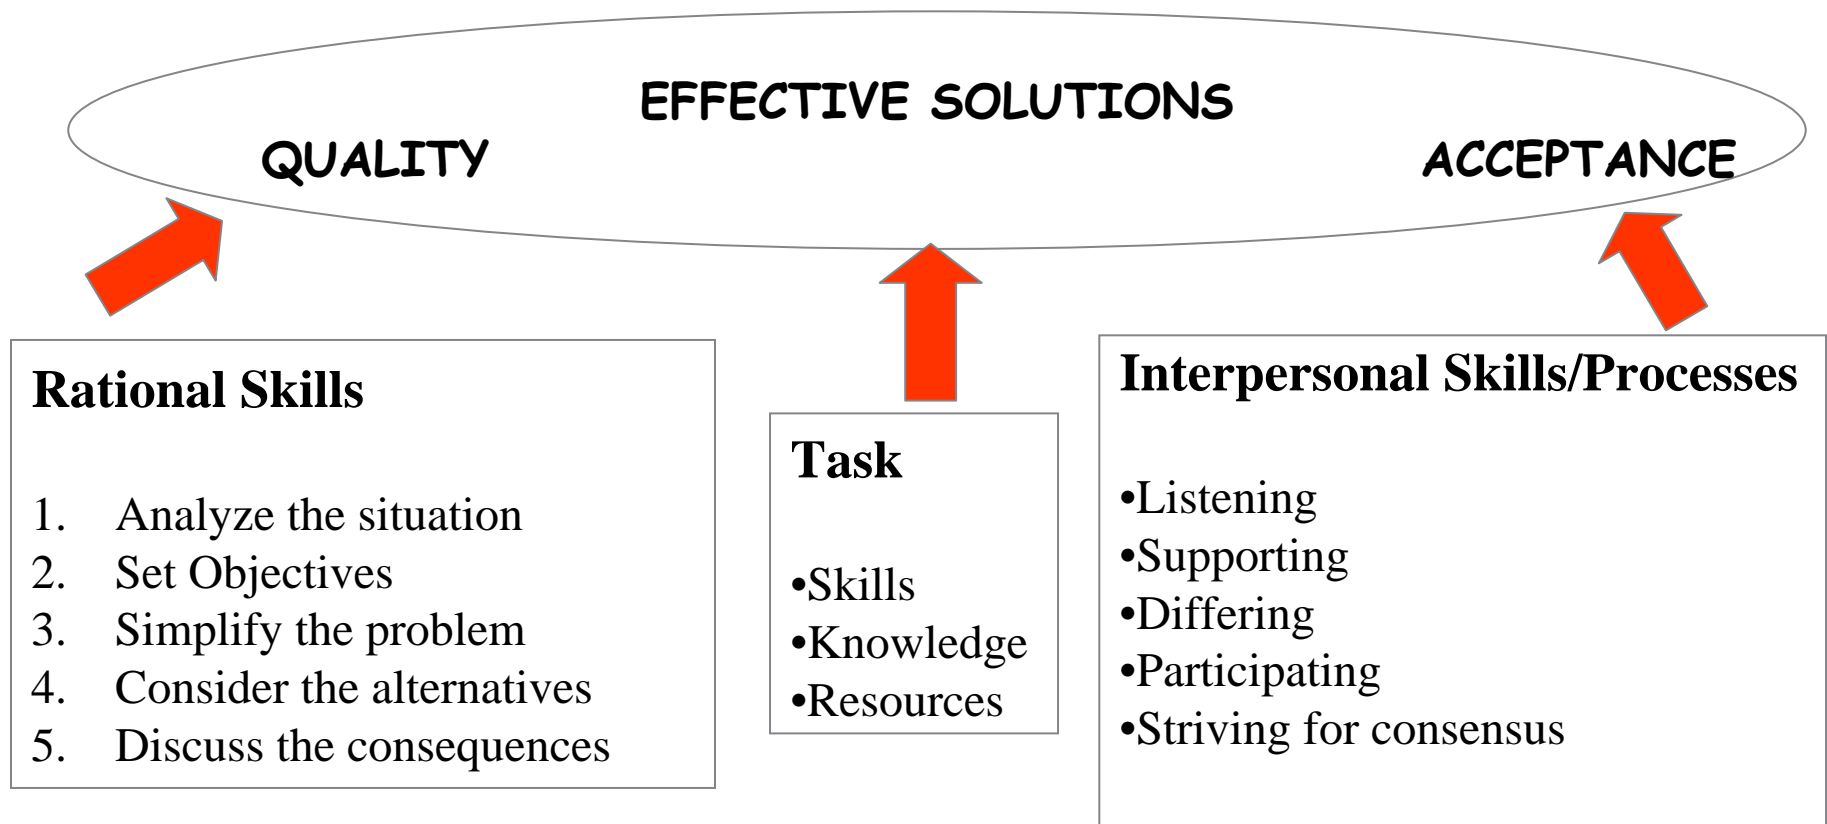 EFFECTIVE SOLUTIONS
QUALITY
ACCEPTANCE
Rational Skills
1. Analyze the situation
2. Set Objectives
3. Simplify the problem
4. Consider the alternatives
5. Discuss the consequences
Task
•Skills
•Knowledge
•Resources
Interpersonal Skills/Processes
•Listening
•Supporting
•Differing
•Participating
•Striving for consensus